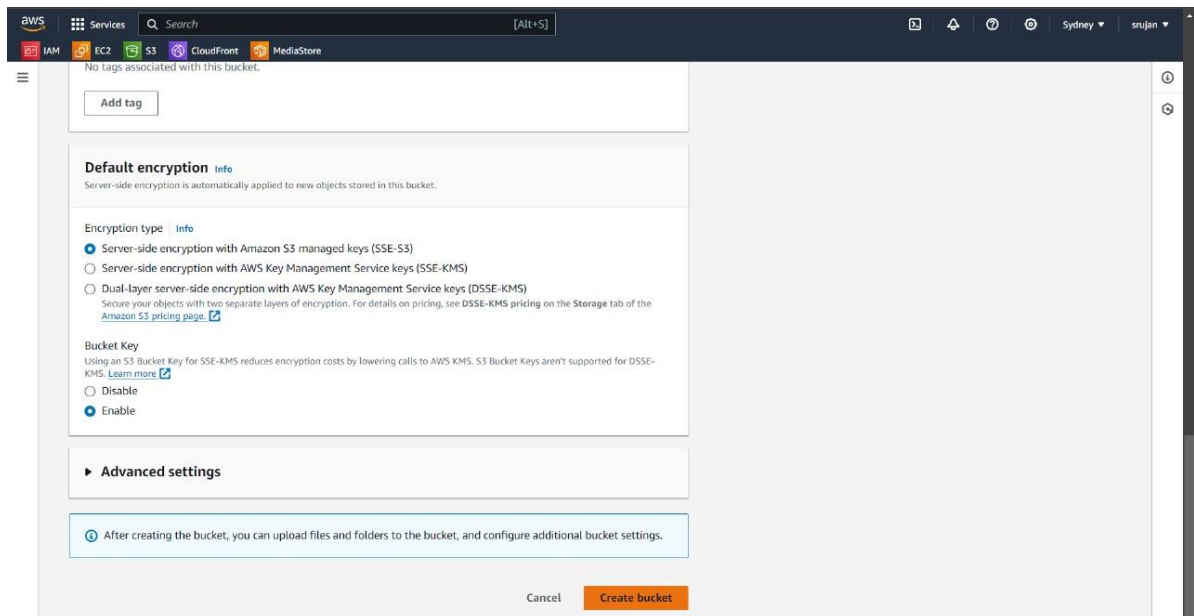 aws Services Search [Alt+S] Sydney ▼ srujan ▼
IAM EC2 S3 CloudFront MediaStore
No tags associated with this bucket.
Add tag
Default encryption Info
Server-side encryption is automatically applied to new objects stored in this bucket.
Encryption type Info
Server-side encryption with Amazon S3 managed keys (SSE-S3)
Server-side encryption with AWS Key Management Service keys (SSE-KMS)
Dual-layer server-side encryption with AWS Key Management Service keys (DSSE-KMS)
Secure your objects with two separate layers of encryption. For details on pricing, see DSSE-KMS pricing on the Storage tab of the
Amazon S3 pricing page.
Bucket Key
Using an S3 Bucket Key for SSE-KMS reduces encryption costs by lowering calls to AWS KMS. S3 Bucket Keys aren't supported for DSSE-
KMS. Learn more
Disable
Enable
Advanced settings
After creating the bucket, you can upload files and folders to the bucket, and configure additional bucket settings.
Cancel Create bucket